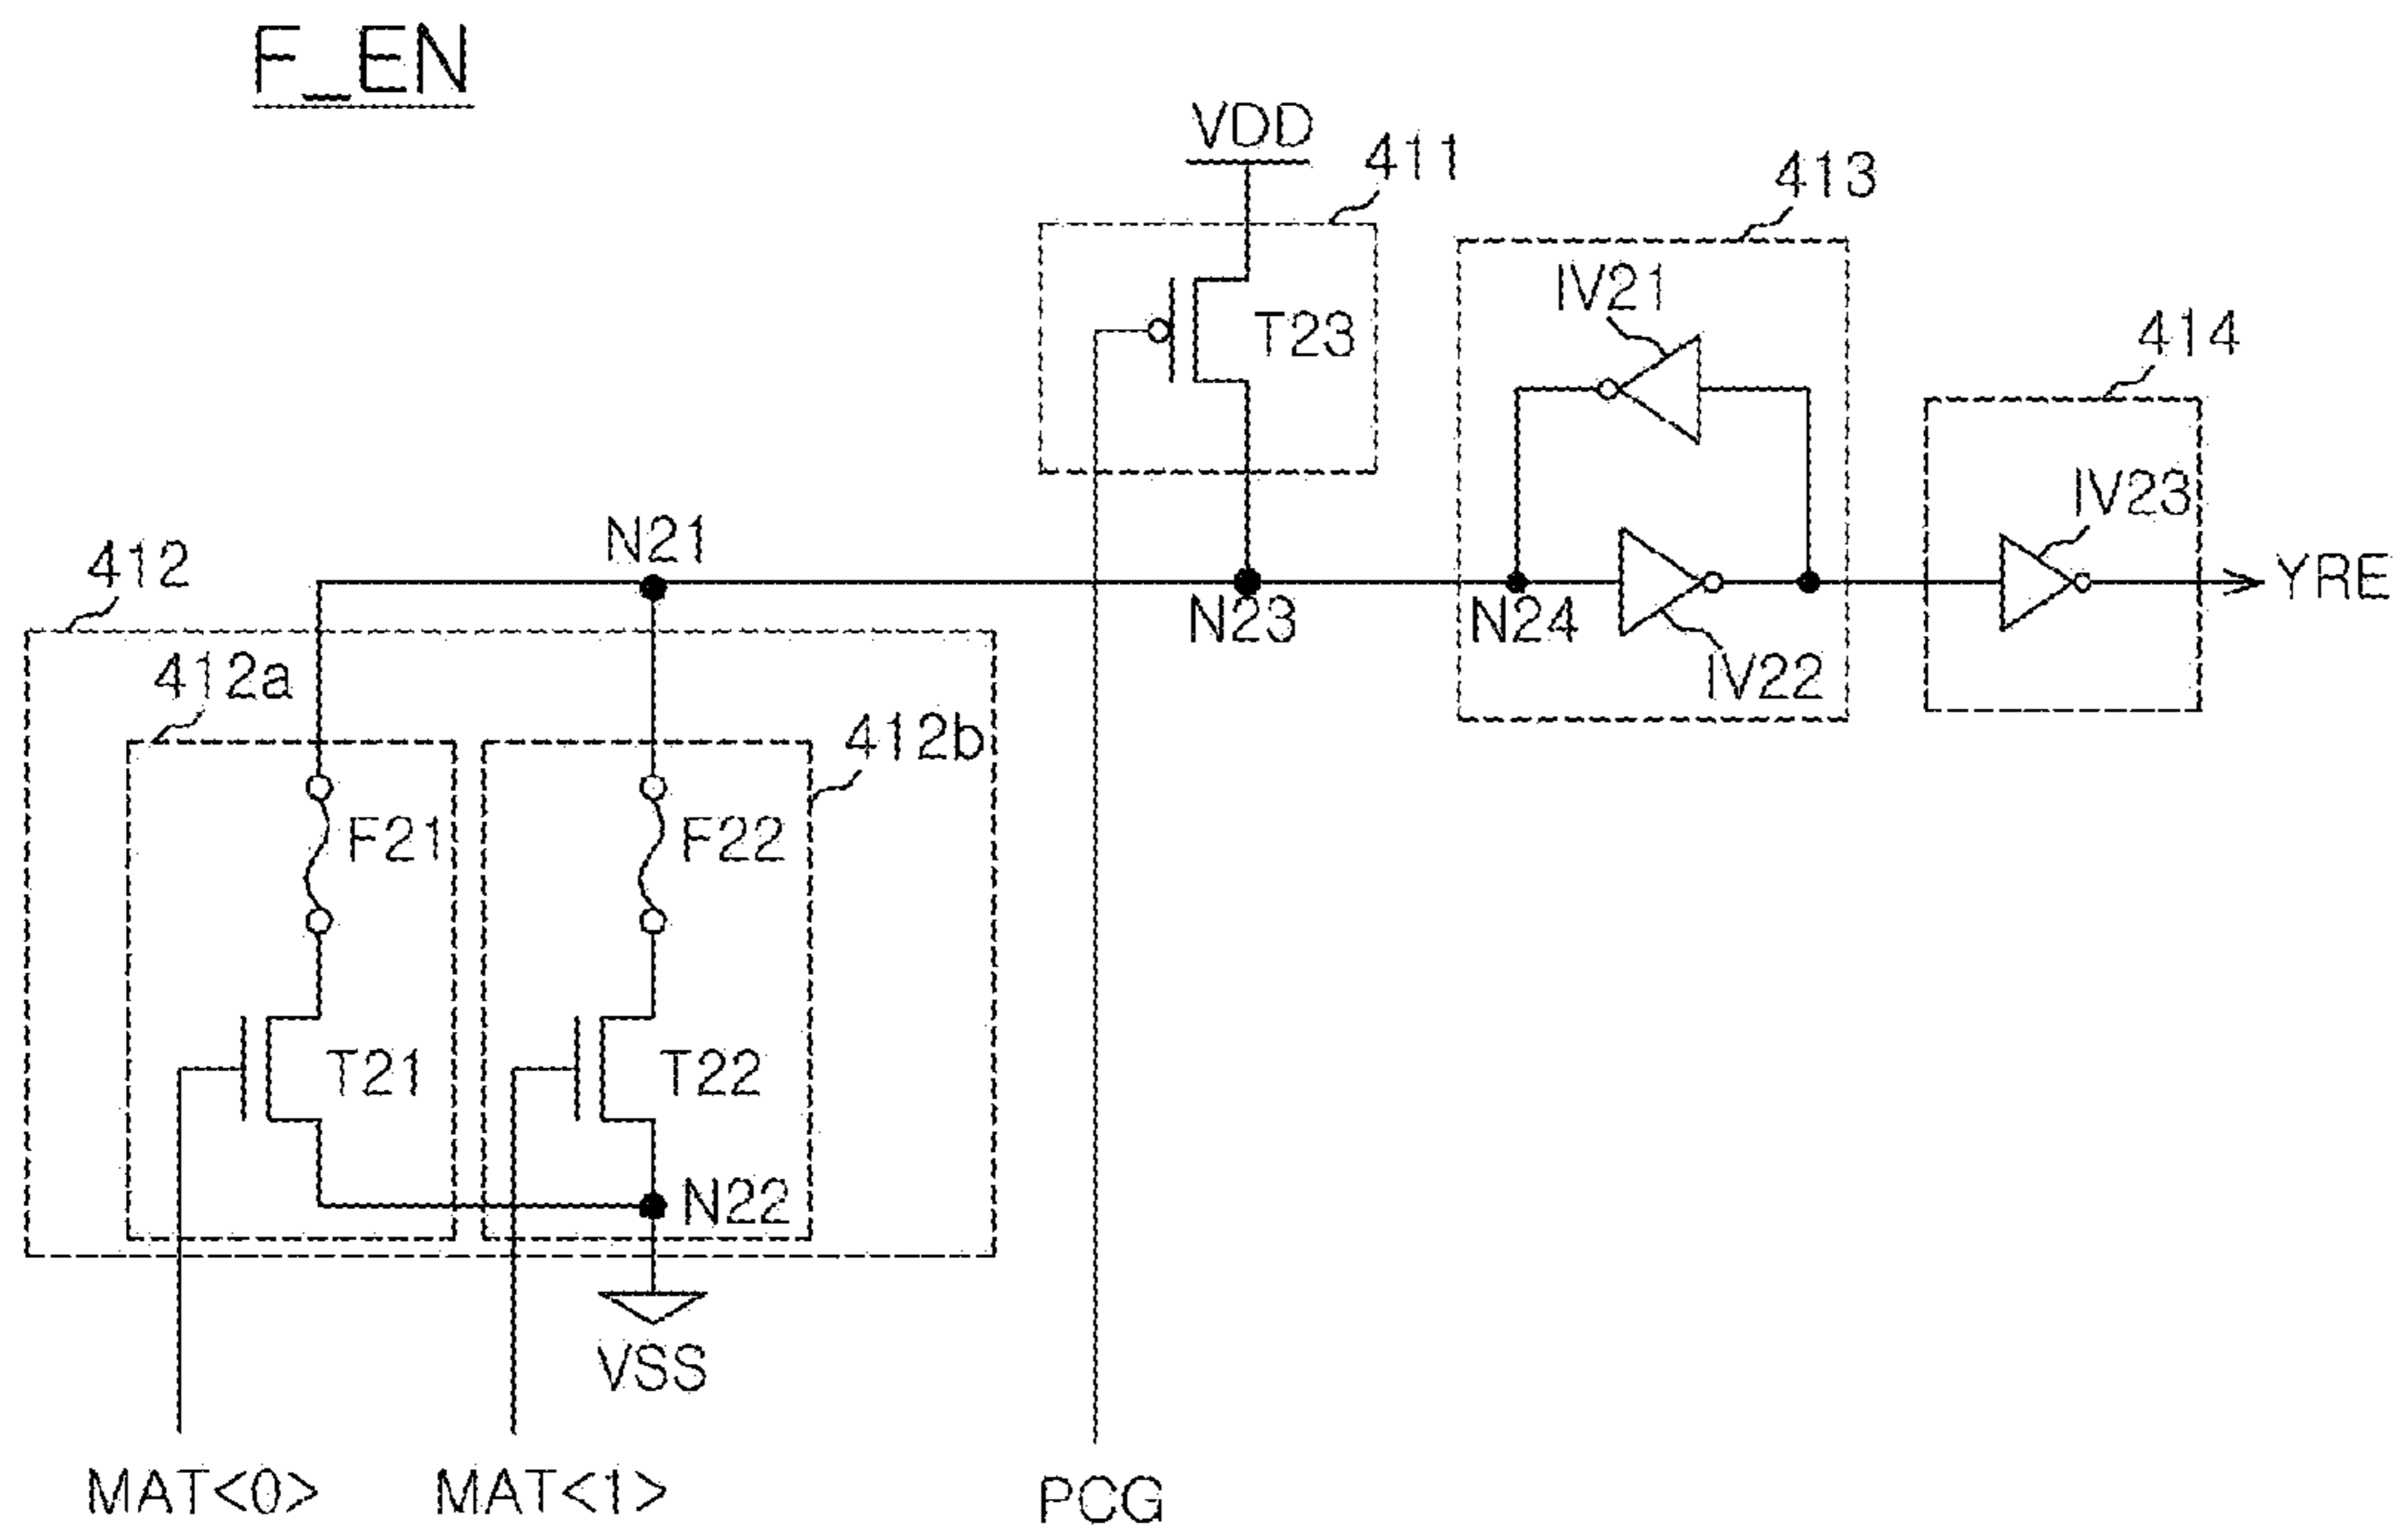 F_EN
VDD
411
413
IV21
T23
414
IV23
N21
412
YRE
N23
N24
412a
IV22
412b
F21
F22
T21
T22
N22
VSS
MAT<0>
MAT<1>
PCG